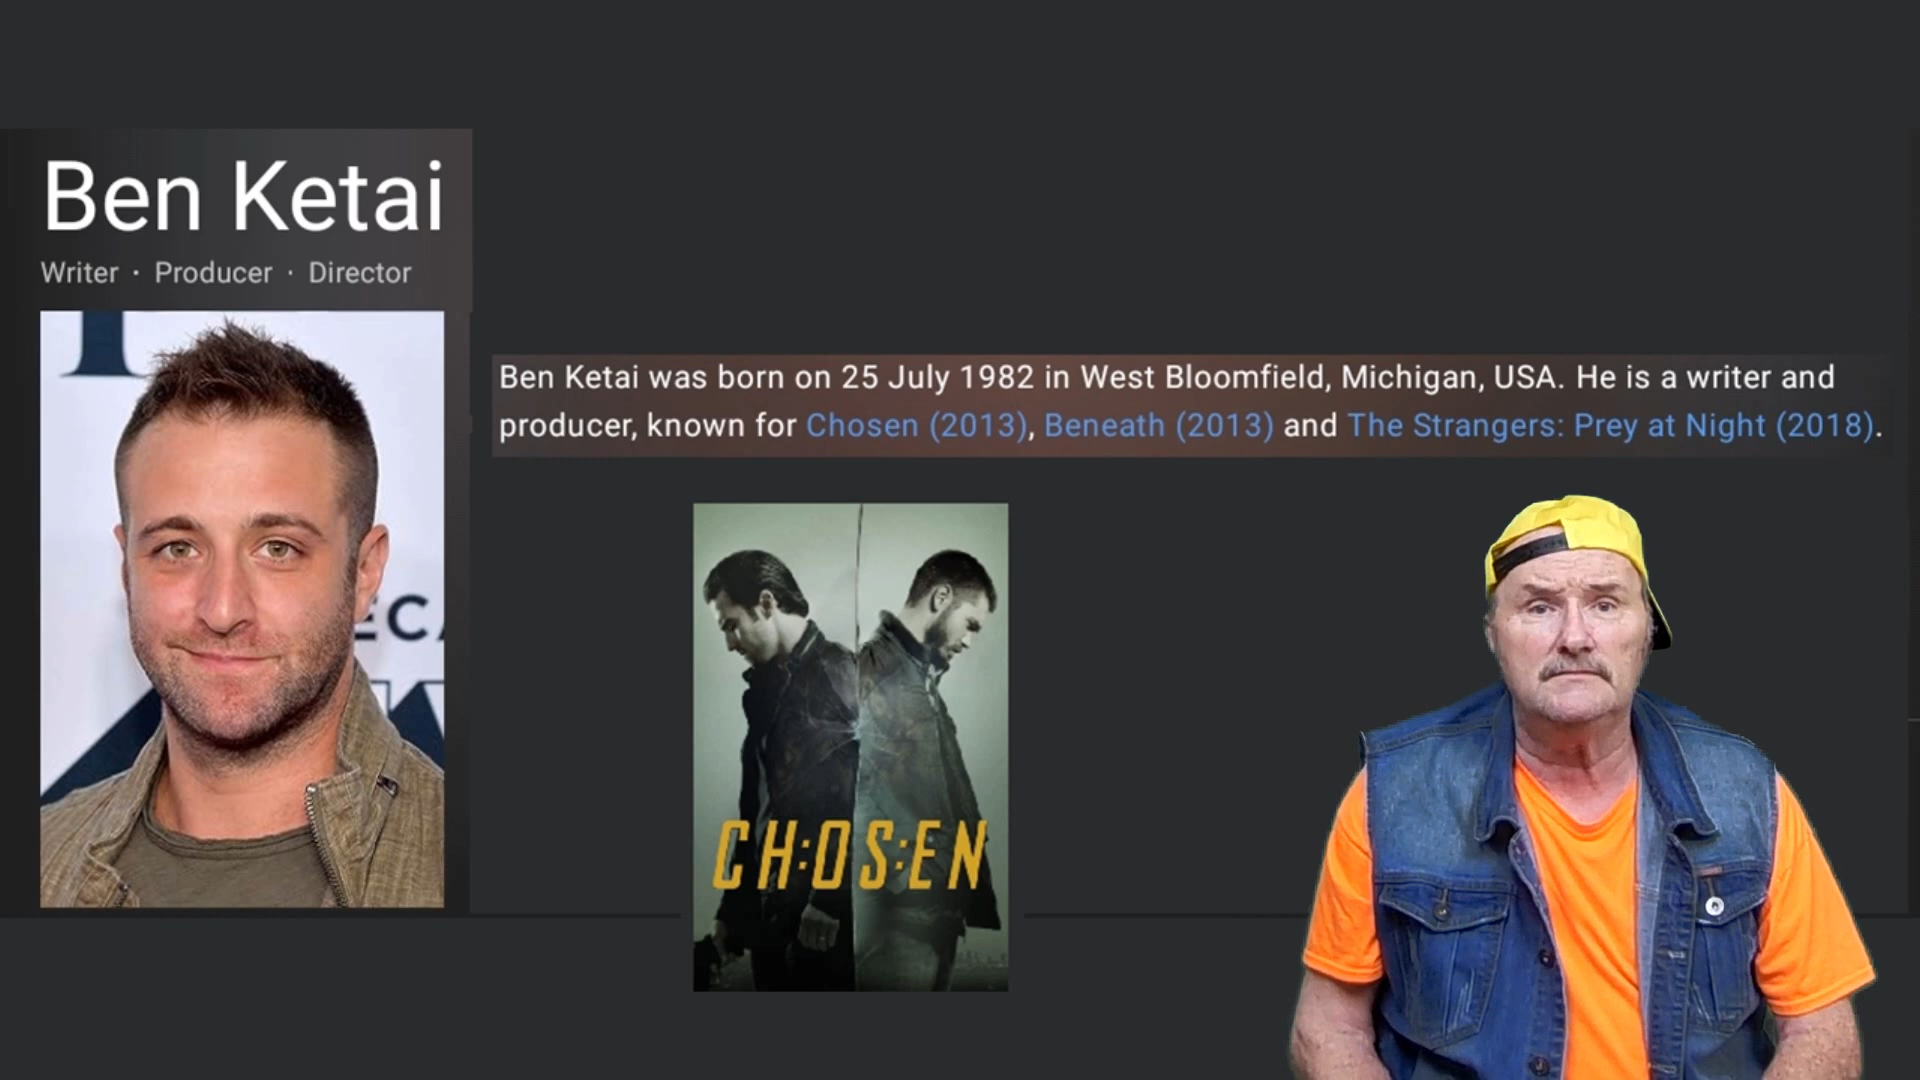 Ben Ketai
Writer · Producer · Director
Ben Ketai was born on 25 July 1982 in West Bloomfield, Michigan, USA. He is a writer and
producer, known for Chosen (2013), Beneath (2013) and The Strangers: Prey at Night (2018).
CH:OS:EN